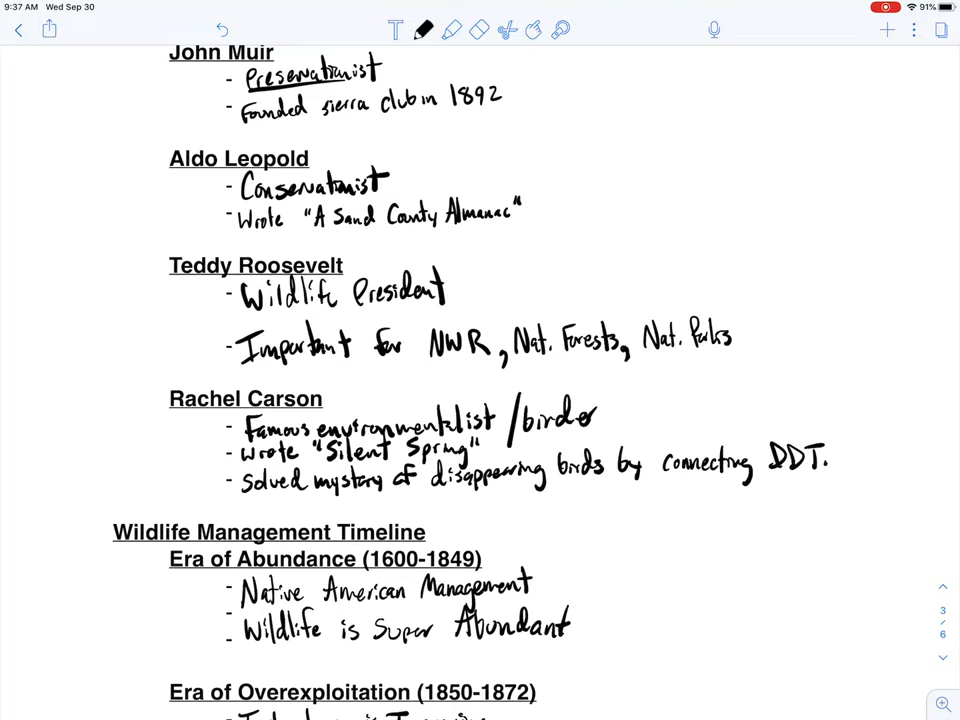 9:37 AM Wed Sep 30
91%
John Muir
- Preservationist
- Founded sierra club in 1892
Aldo Leopold
- Conservationist
- Wrote "A Sand County Almanac"
Teddy Roosevelt
- Wildlife President
- Important for NWR, Nat. Forests, Nat. Parks
Rachel Carson
- Famous environmentalist / birder
- Wrote "Silent Spring"
- Solved mystery of disappearing birds by connecting DDT.
Wildlife Management Timeline
Era of Abundance (1600-1849)
- Native American Management
- Wildlife is Super Abundant
-
Era of Overexploitation (1850-1872)
3
/
6